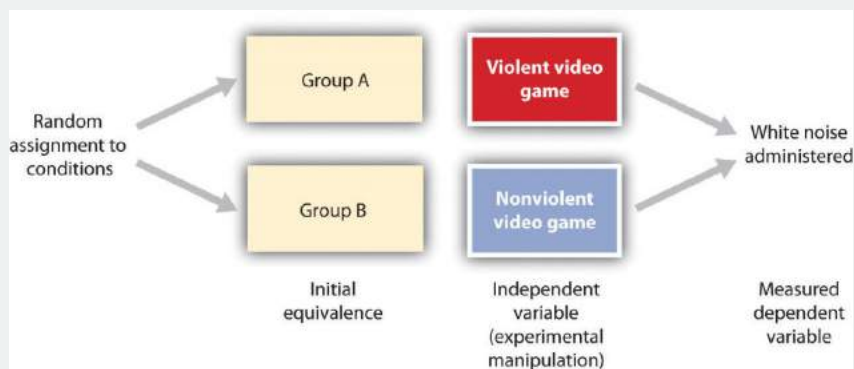 Random
assignment to
conditions
Group A
Group B
Initial
equivalence
Violent video
game
Nonviolent
video game
Independent
variable
(experimental
manipulation)
White noise
administered
Measured
dependent
variable